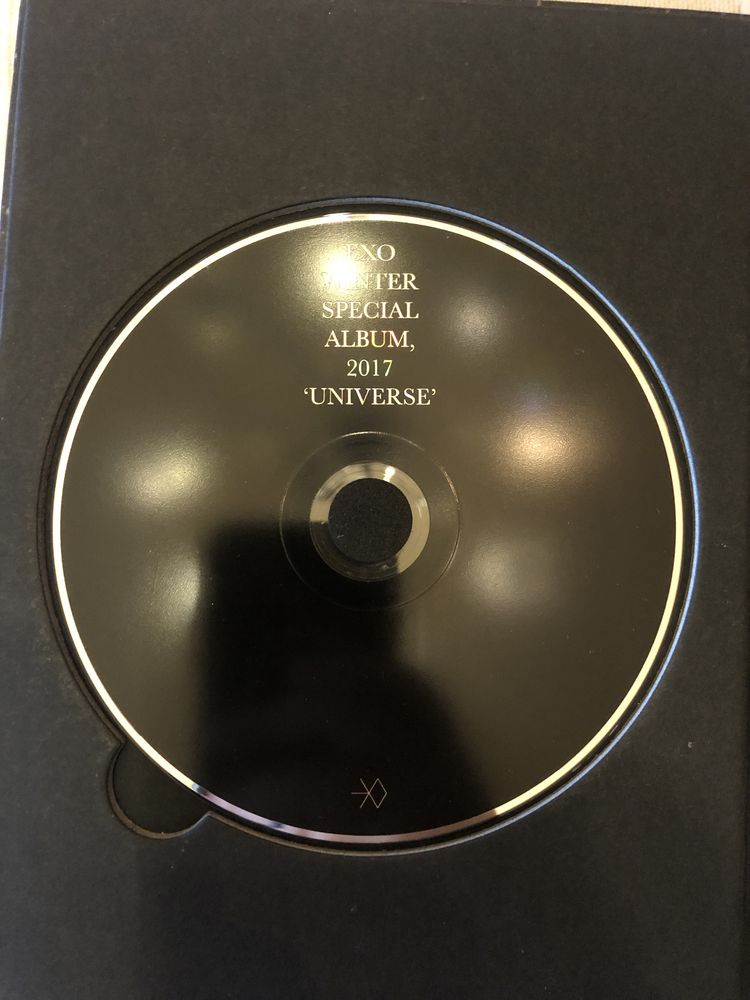 EXO
WINTER
SPECIAL
ALBUM,
2017
‘UNIVERSE’